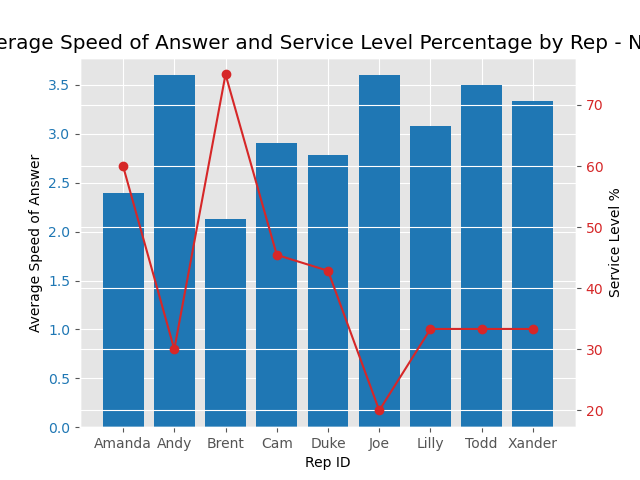 erage Speed of Answer and Service Level Percentage by Rep - N
3.5
3.0
2.5
2.0
1.5
1.0
0.5
0.0
Average Speed of Answer
70
60
50
40
30
20
Service Level %
Amanda Andy Brent Cam Duke Joe Lilly Todd Xander
Rep ID